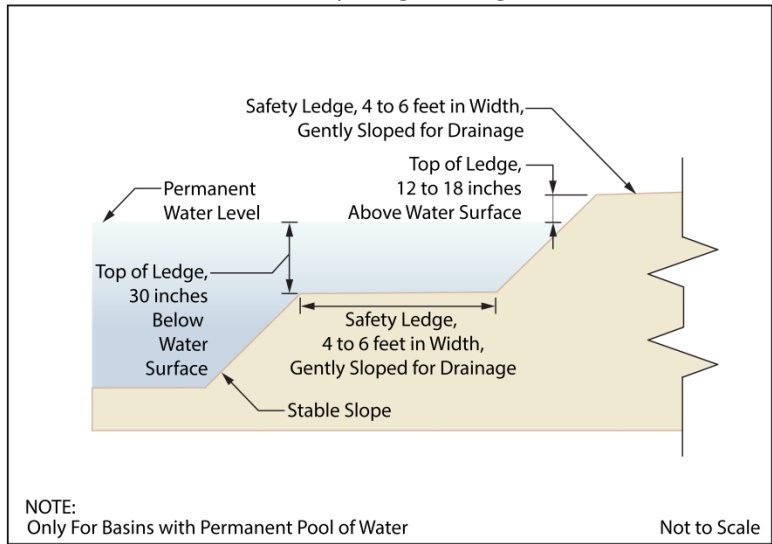 Safety Ledge, 4 to 6 feet in Width,
Gently Sloped for Drainage
Top of Ledge,
12 to 18 inches
Above Water Surface
Permanent
Water Level
Top of Ledge,
30 inches
Below
Water
Surface
Safety Ledge,
4 to 6 feet in Width,
Gently Sloped for Drainage
Stable Slope
NOTE:
Only For Basins with Permanent Pool of Water
Not to Scale